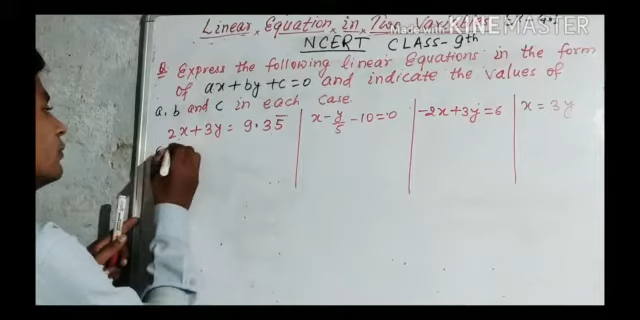 Linear Equation in Two Variables
Made with KINEMASTER
NCERT CLASS-9th
Q. Express the following linear Equations in the form
of ax+by+c=0 and indicate the values of
a, b and c in each case.
2x+3y=9.35̅
x-y/5-10=0
-2x+3y=6
x=3y